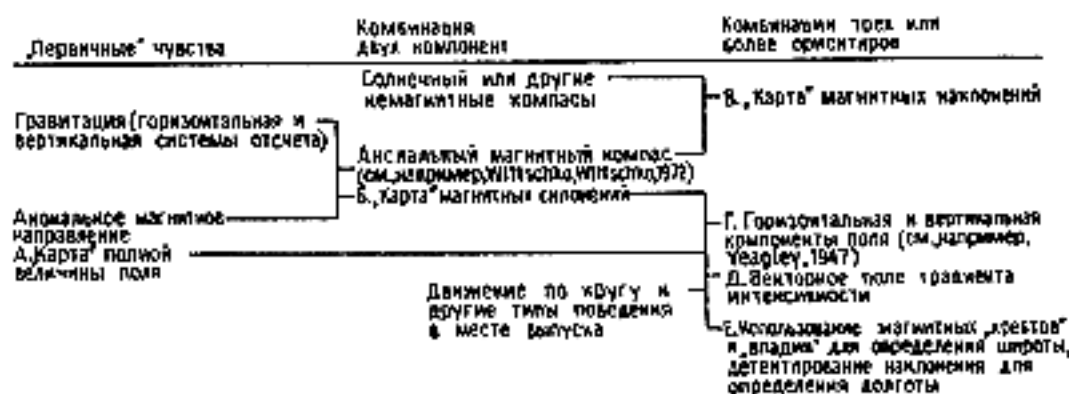 „Первичные" чувства
Комбинация
двух компонент
Комбинации трех или
более ориентиров
Солнечный или другие
немагнитные компасы
В. „Карта" магнитных наклонений
Гравитация (горизонтальная и
вертикальная системы отсчета)
Аксиальный магнитный компас
(см., например, Wiltschko, Wiltschko, 1972)
Б. „Карта" магнитных склонений
Аксиальное магнитное
направление
А. „Карта" полной
величины поля
Г. Горизонтальная и вертикальная
компоненты поля (см., например,
Yeagley, 1947)
Д. Векторное поле градиента
интенсивности
Движение по кругу и
другие типы поведения
в месте выпуска
Е. Использование магнитных „хребтов"
и „впадин" для определения широты,
детектирование наклонения для
определения долготы